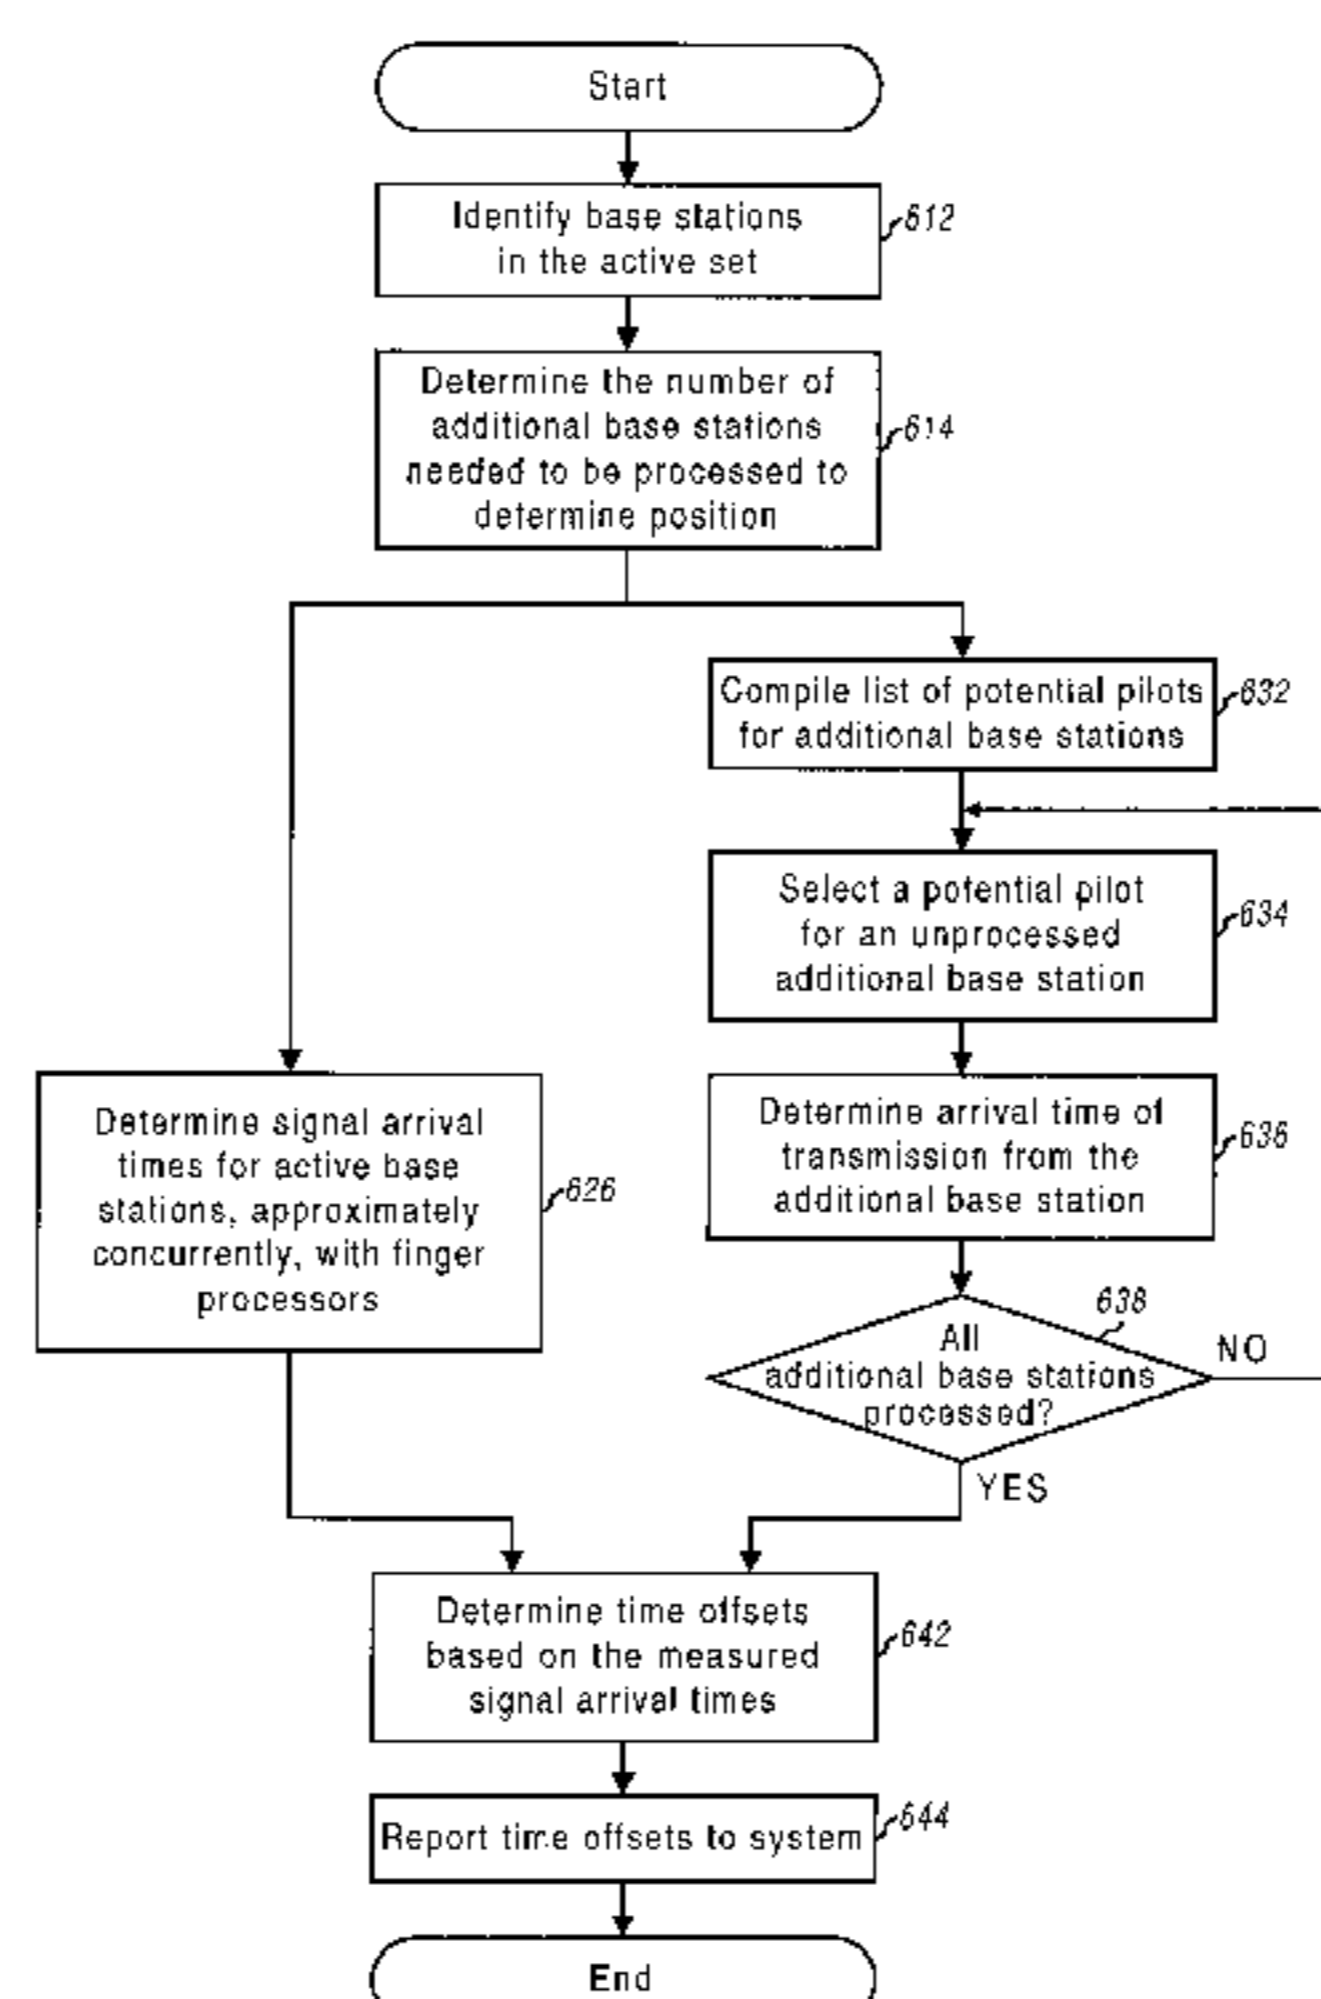 Start
Identify base stations
in the active set
612
Determine the number of
additional base stations
needed to be processed to
determine position
614
Compile list of potential pilots
for additional base stations
632
Select a potential pilot
for an unprocessed
additional base station
634
Determine signal arrival
times for active base
stations, approximately
concurrently, with finger
processors
626
Determine arrival time of
transmission from the
additional base station
636
638
All
additional base stations
processed?
NO
YES
Determine time offsets
based on the measured
signal arrival times
642
Report time offsets to system
644
End